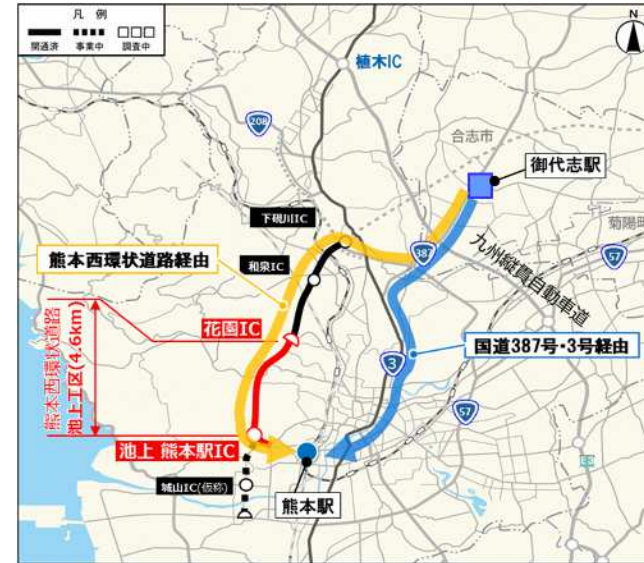 凡 例
開通済 事業中 調査中
N
植木IC
208
合志市
御代志駅
菊陽町
下硯川IC
387
57
九州縦貫自動車道
熊本西環状道路経由
和泉IC
花園IC
熊本西環状道路
池上工区(4.6km)
3
国道387号・3号経由
57
池上 熊本駅IC
城山IC(仮称)
熊本駅